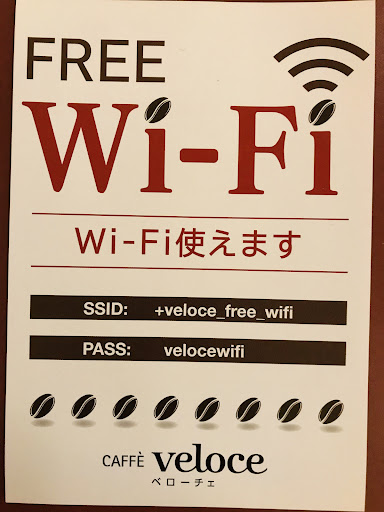 FREE
Wi-Fi
Wi-Fi使えます
SSID: +veloce_free_wifi
PASS: velocewifi
CAFFÈ veloce
ベローチェ